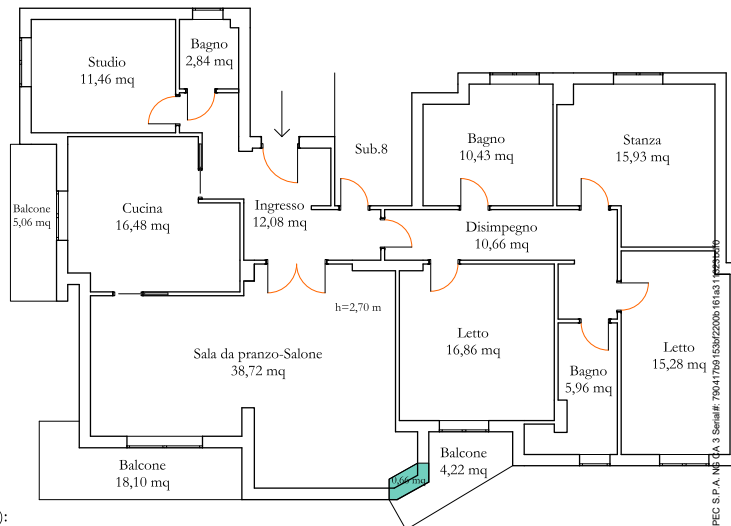 Bagno
2,84 mq
Studio
11,46 mq
Sub.8
Bagno
10,43 mq
Stanza
15,93 mq
Balcone
5,06 mq
Cucina
16,48 mq
Ingresso
12,08 mq
Disimpegno
10,66 mq
h=2,70 m
Letto
16,86 mq
Sala da pranzo-Salone
38,72 mq
Bagno
5,96 mq
Letto
15,28 mq
Balcone
18,10 mq
Balcone
4,22 mq
0,66 mq
):
PEC S.P.A. NG CA 3 Serial#: